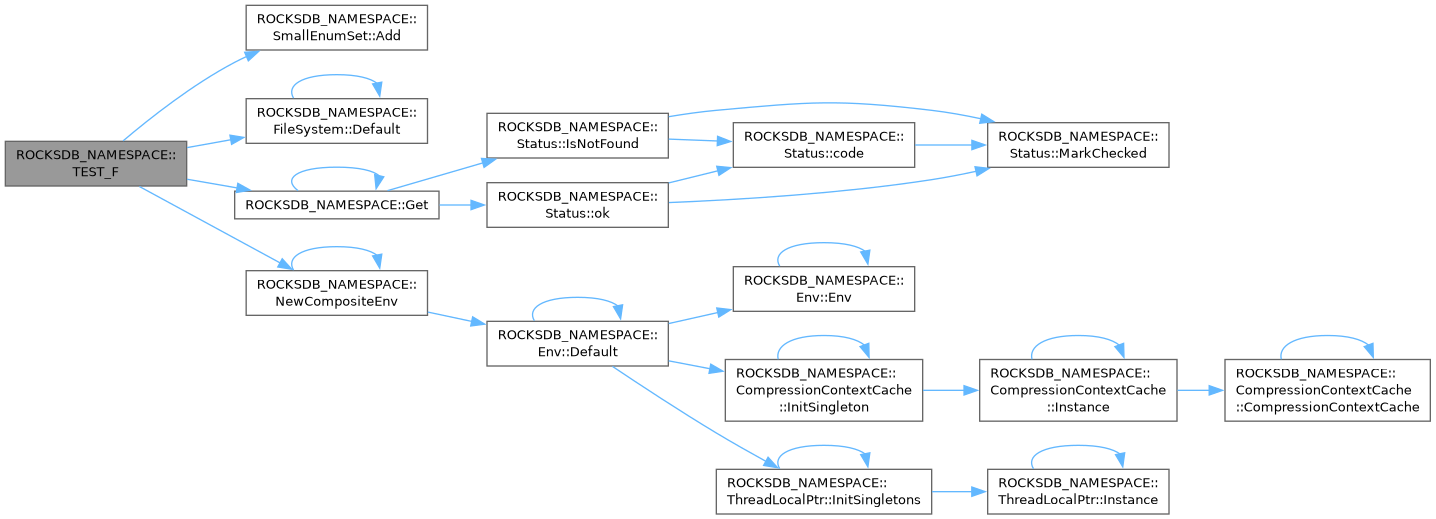 ROCKSDB_NAMESPACE::
TEST_F
ROCKSDB_NAMESPACE::
SmallEnumSet::Add
ROCKSDB_NAMESPACE::
FileSystem::Default
ROCKSDB_NAMESPACE::Get
ROCKSDB_NAMESPACE::
NewCompositeEnv
ROCKSDB_NAMESPACE::
Status::IsNotFound
ROCKSDB_NAMESPACE::
Status::ok
ROCKSDB_NAMESPACE::
Status::code
ROCKSDB_NAMESPACE::
Status::MarkChecked
ROCKSDB_NAMESPACE::
Env::Default
ROCKSDB_NAMESPACE::
Env::Env
ROCKSDB_NAMESPACE::
CompressionContextCache
::InitSingleton
ROCKSDB_NAMESPACE::
CompressionContextCache
::Instance
ROCKSDB_NAMESPACE::
CompressionContextCache
::CompressionContextCache
ROCKSDB_NAMESPACE::
ThreadLocalPtr::InitSingletons
ROCKSDB_NAMESPACE::
ThreadLocalPtr::Instance